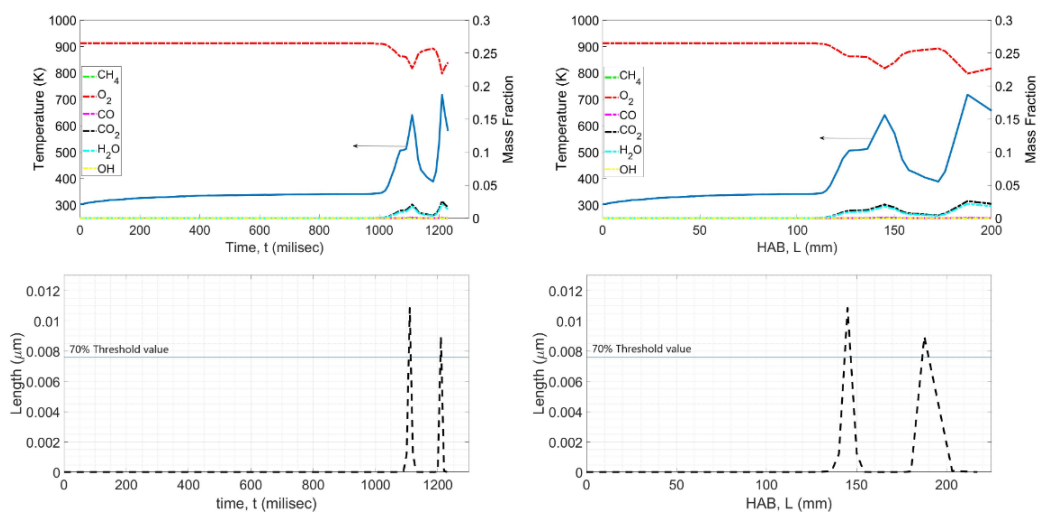 1000
900
800
700
600
500
400
300
Temperature (K)
CH4
O2
CO
CO2
H2O
OH
0.3
0.25
0.2
0.15
0.1
0.05
0
Mass Fraction
0 200 400 600 800 1000 1200
Time, t (milisec)
1000
900
800
700
600
500
400
300
Temperature (K)
CH4
O2
CO
CO2
H2O
OH
0.3
0.25
0.2
0.15
0.1
0.05
0
Mass Fraction
0 50 100 150 200
HAB, L (mm)
0.012
0.01
0.008
0.006
0.004
0.002
0
Length (μm)
70% Threshold value
0 200 400 600 800 1000 1200
time, t (milisec)
0.012
0.01
0.008
0.006
0.004
0.002
0
Length (μm)
70% Threshold value
0 50 100 150 200
HAB, L (mm)